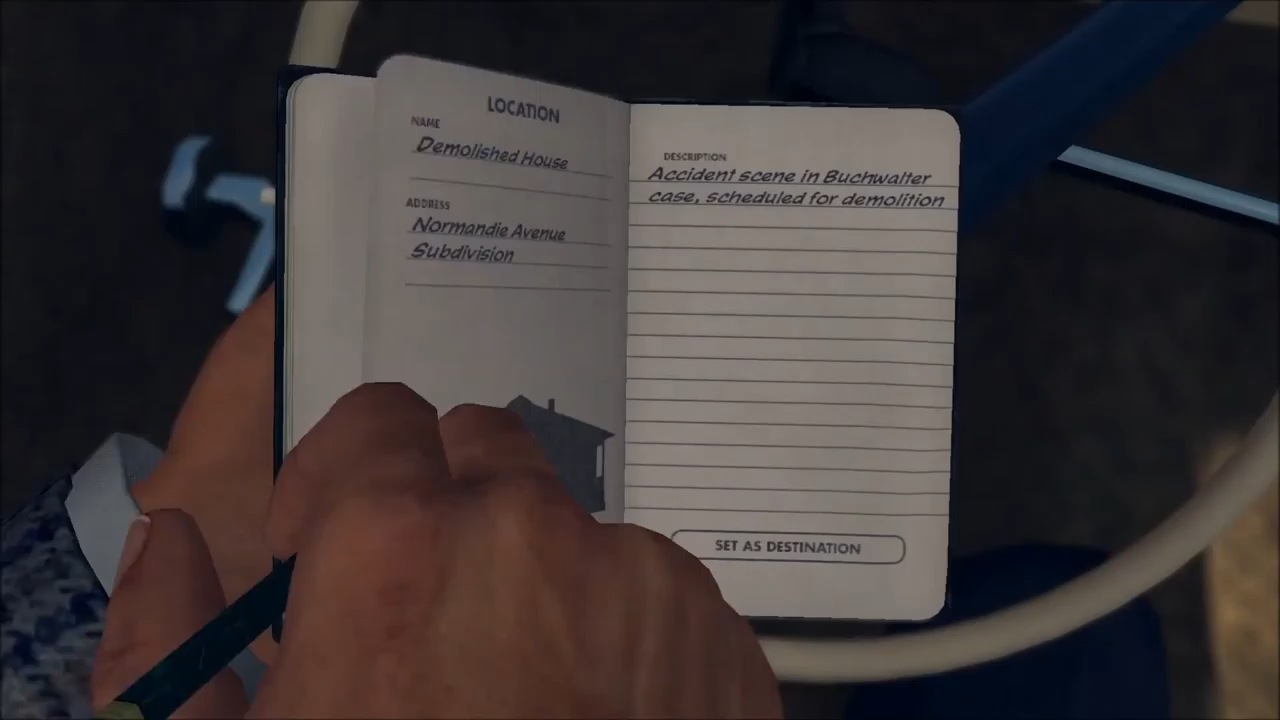 LOCATION
NAME
Demolished House
ADDRESS
Normandie Avenue
Subdivision
DESCRIPTION
Accident scene in Buchwalter
case, scheduled for demolition
SET AS DESTINATION